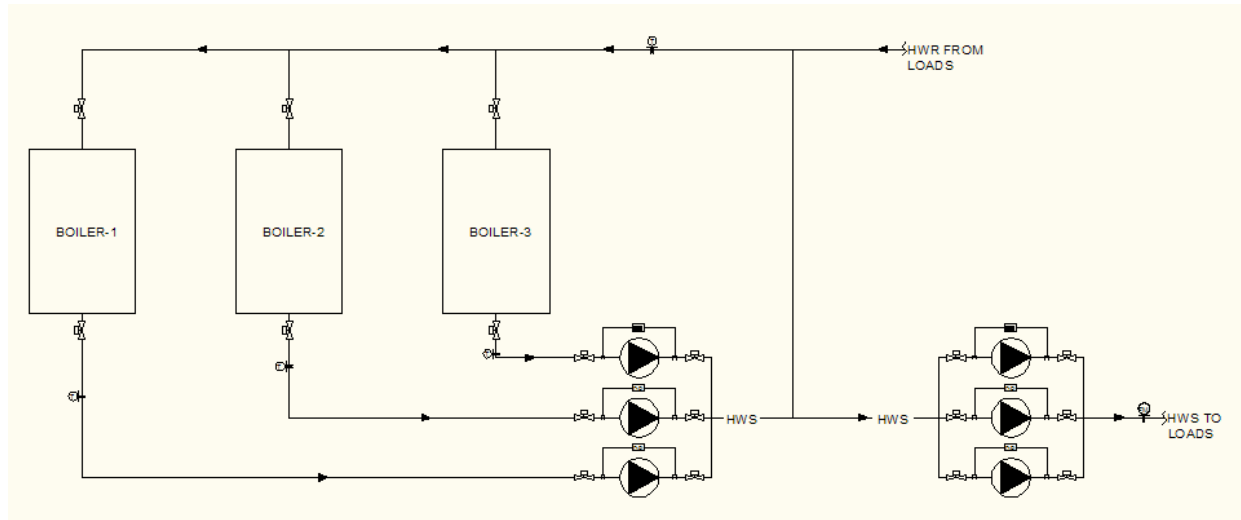 HWR FROM
LOADS
BOILER-1
BOILER-2
BOILER-3
HWS
HWS
HWS TO
LOADS